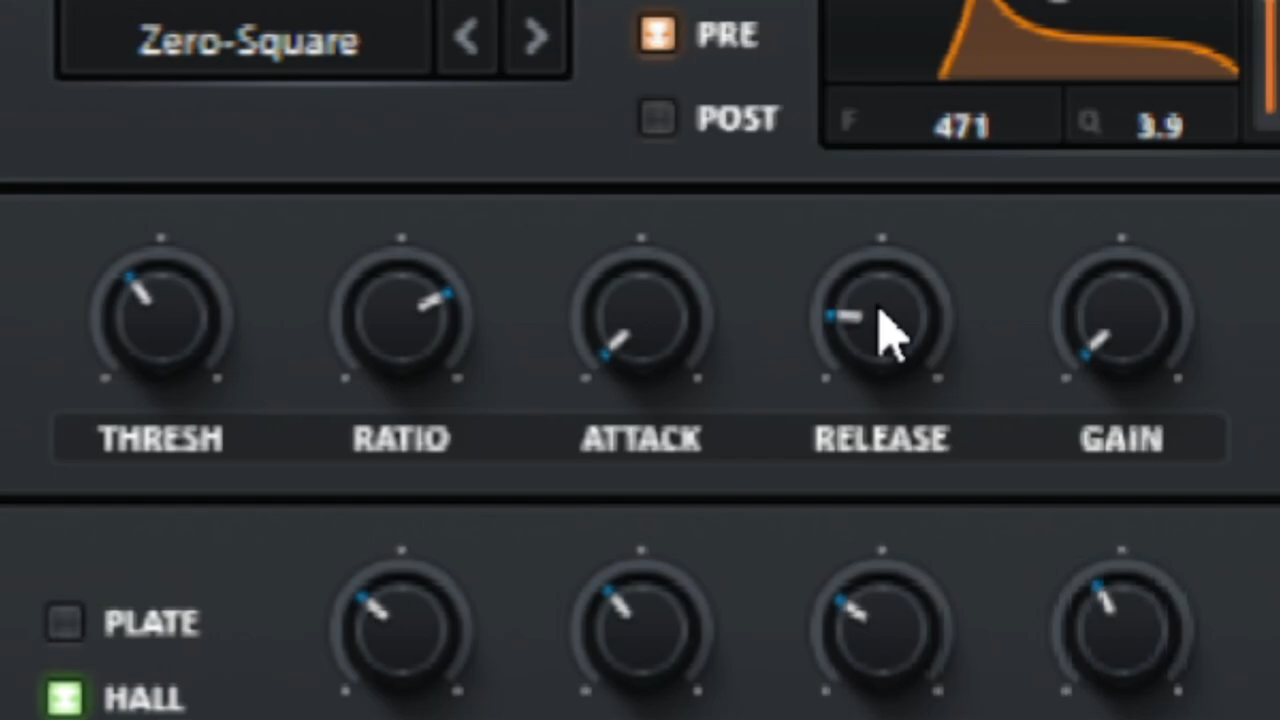 Zero-Square < >
PRE
POST
F 471 Q 3.9
THRESH RATIO ATTACK RELEASE GAIN
PLATE
HALL